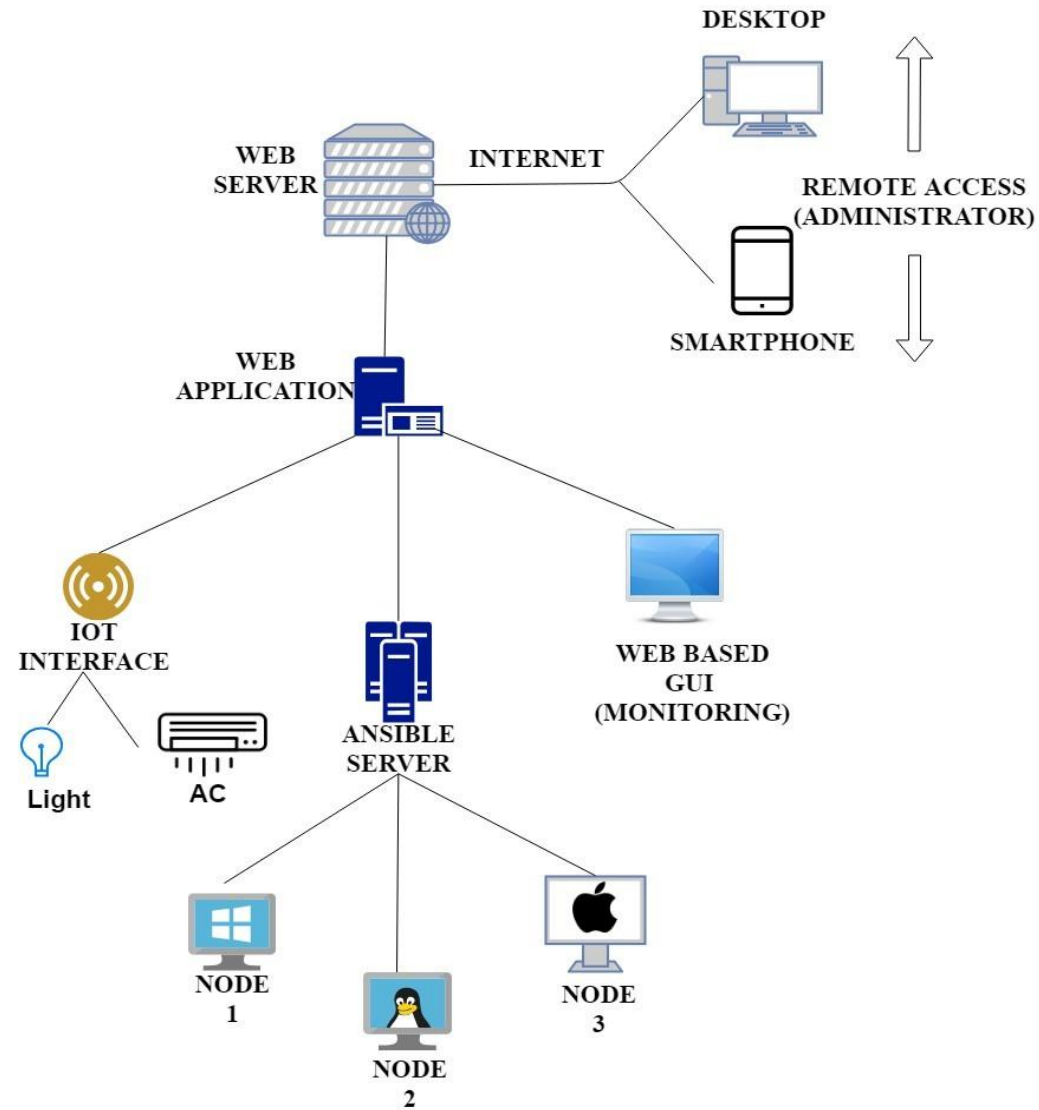 DESKTOP
WEB
SERVER
INTERNET
REMOTE ACCESS
(ADMINISTRATOR)
SMARTPHONE
WEB
APPLICATION
IOT
INTERFACE
WEB BASED
GUI
(MONITORING)
Light
AC
ANSIBLE
SERVER
NODE
1
NODE
2
NODE
3